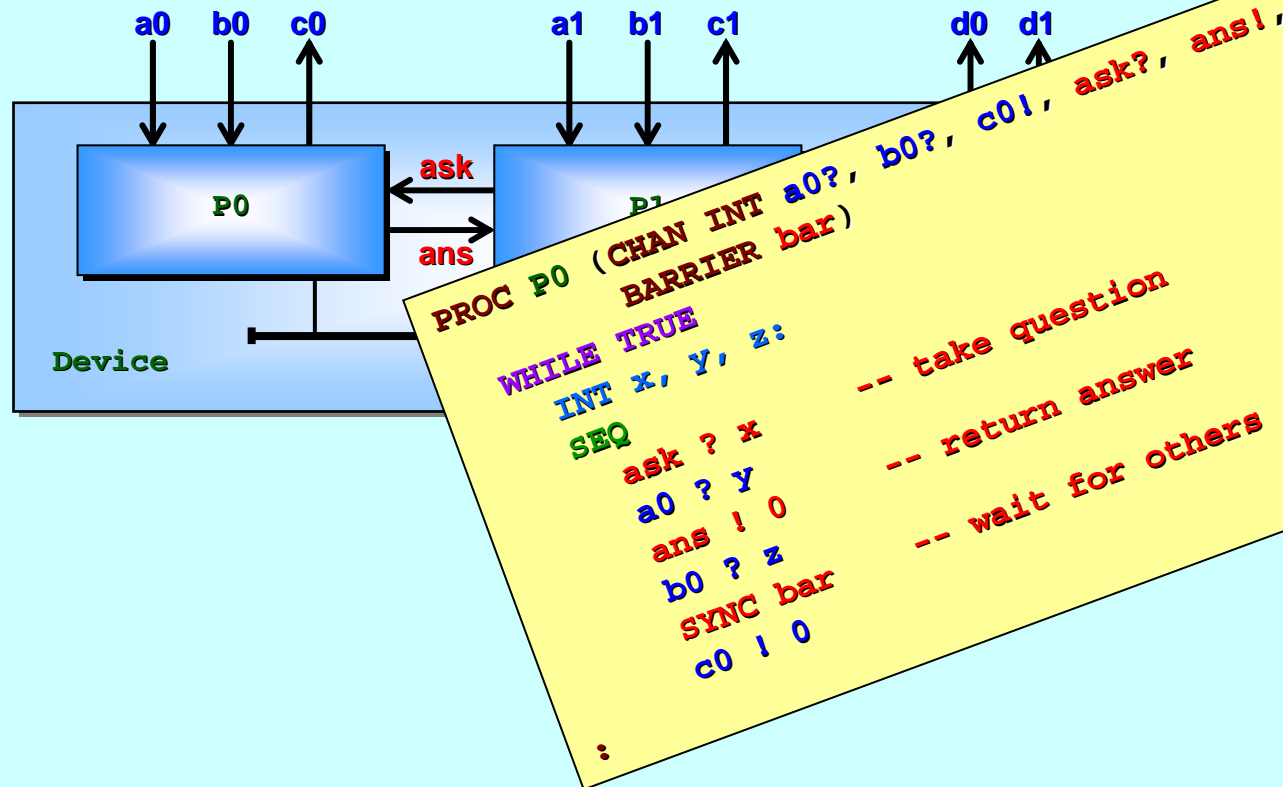 a0 b0 c0 a1 b1 c1 d0 d1
ask
P0
P1
ans
Device
PROC P0 (CHAN INT a0?, b0?, c0!, ask?, ans!,
BARRIER bar)
WHILE TRUE
INT x, y, z:
SEQ
ask ? x -- take question
a0 ? y
ans ! 0 -- return answer
b0 ? z
SYNC bar -- wait for others
c0 ! 0
: